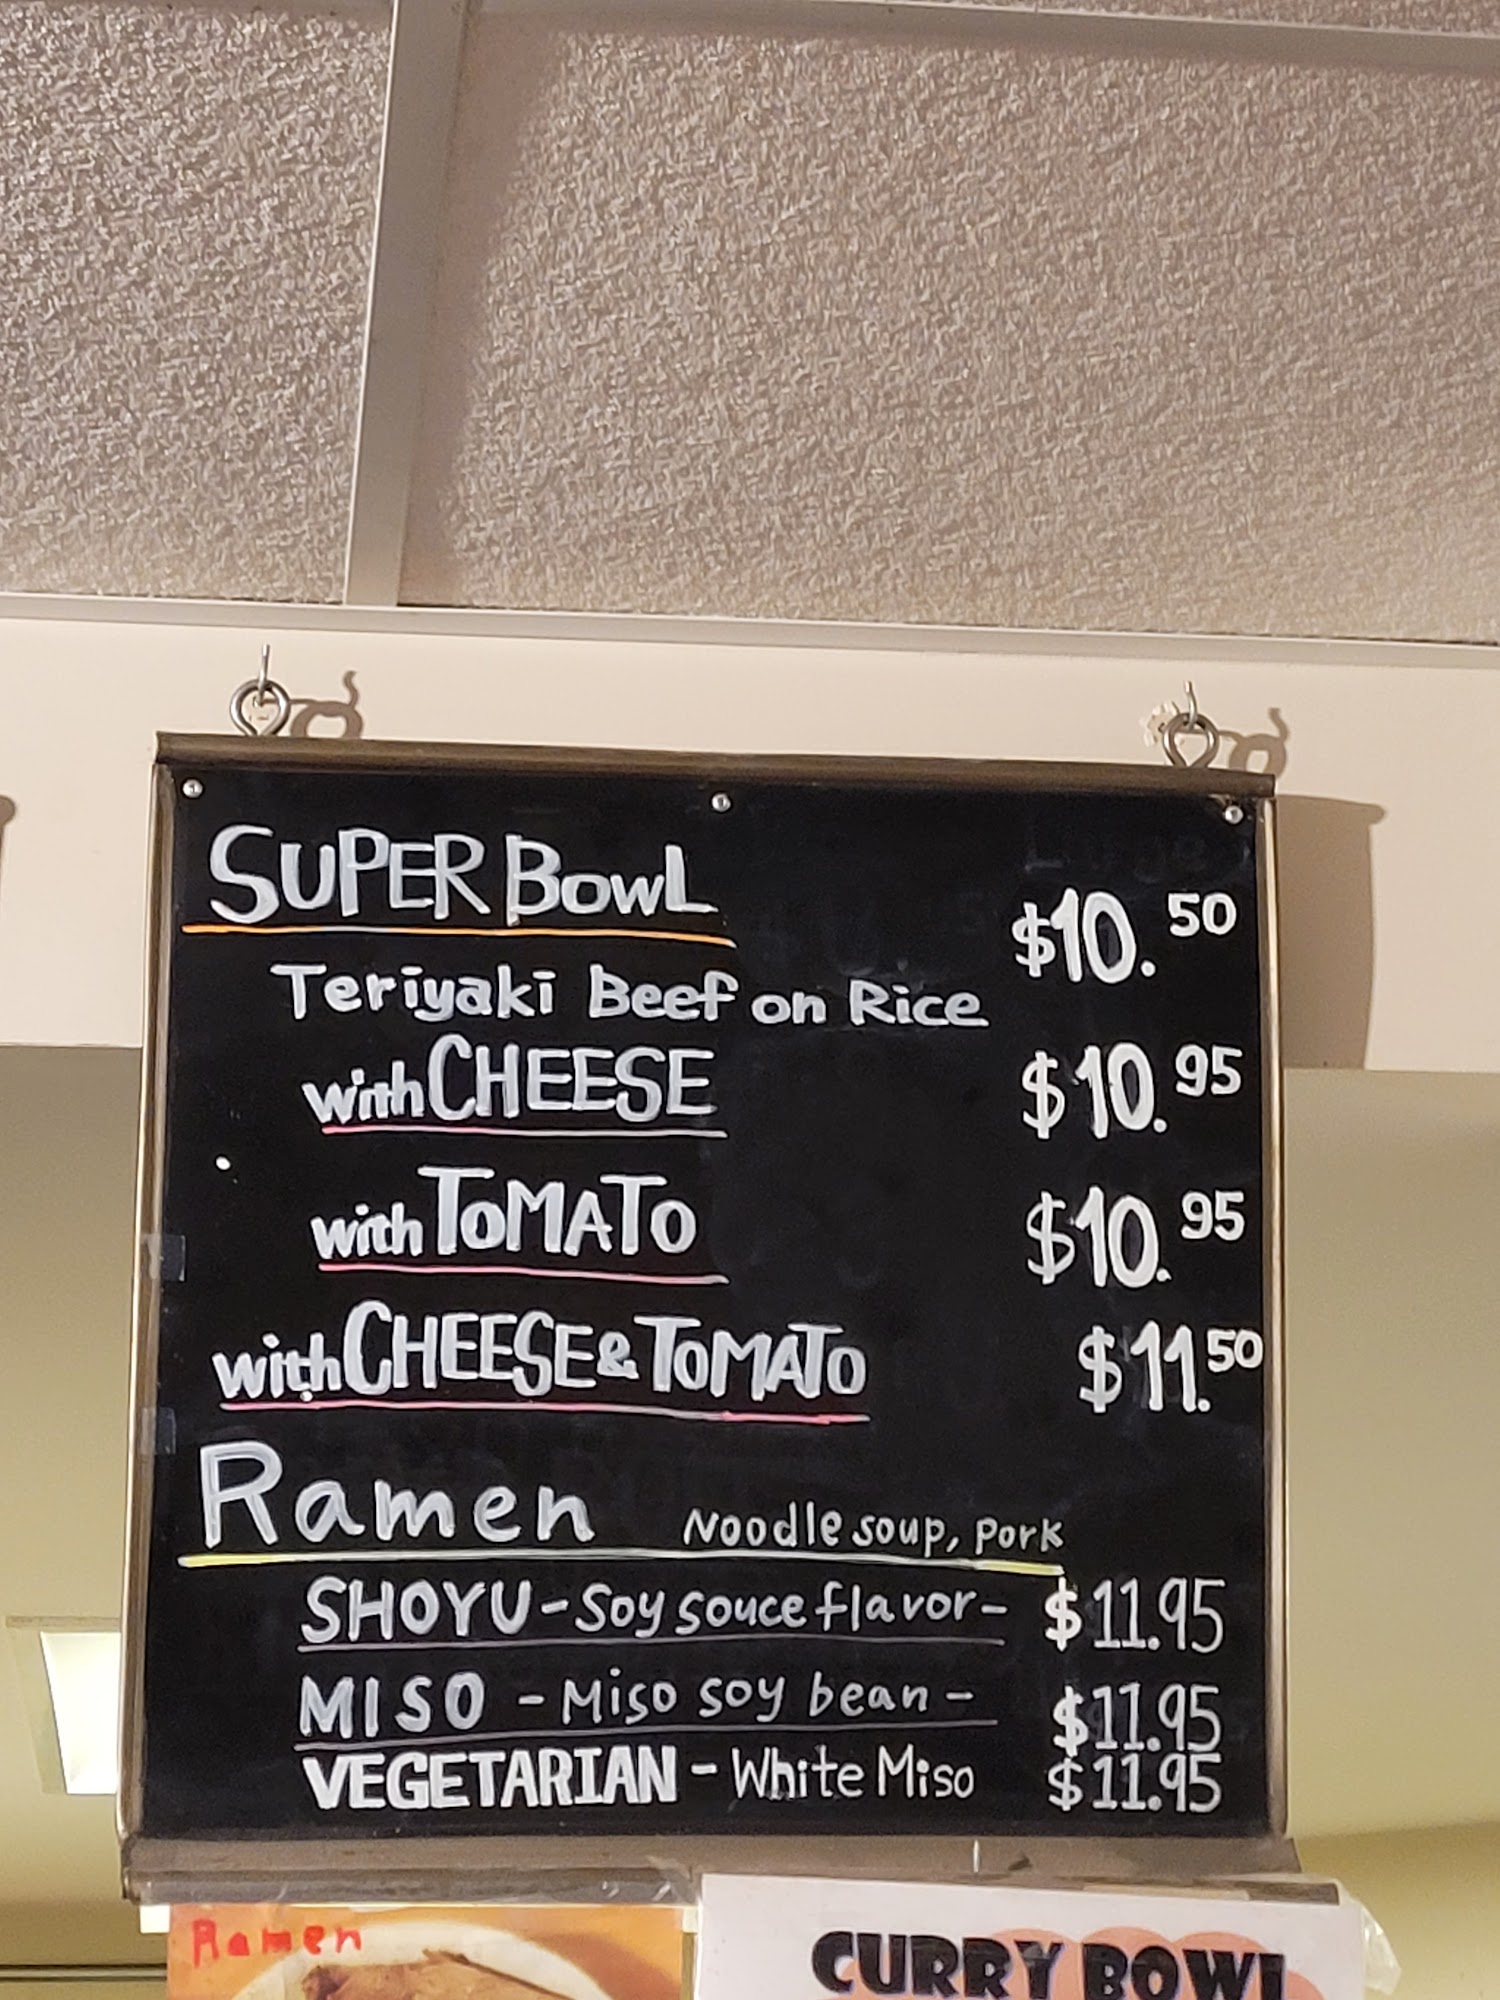 SUPER BOWL $10.50
Teriyaki Beef on Rice
with CHEESE $10.95
with TOMATO $10.95
with CHEESE & TOMATO $11.50
Ramen Noodle soup, pork
SHOYU - Soy souce flavor - $11.95
MISO - Miso soy bean - $11.95
VEGETARIAN - White Miso $11.95
Ramen
CURRY BOWL